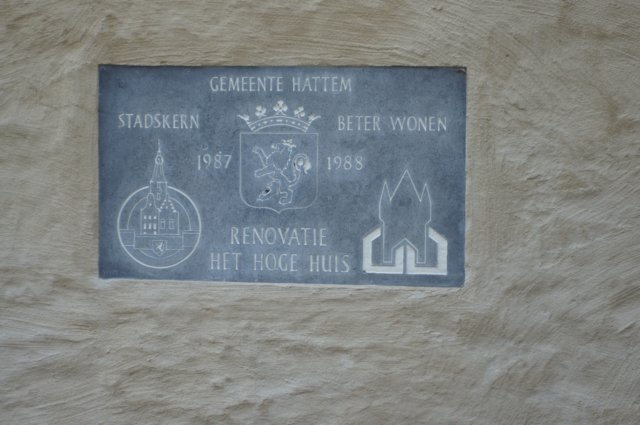 GEMEENTE HATTEM
STADSKERN
BETER WONEN
1987
1988
RENOVATIE
HET HOGE HUIS